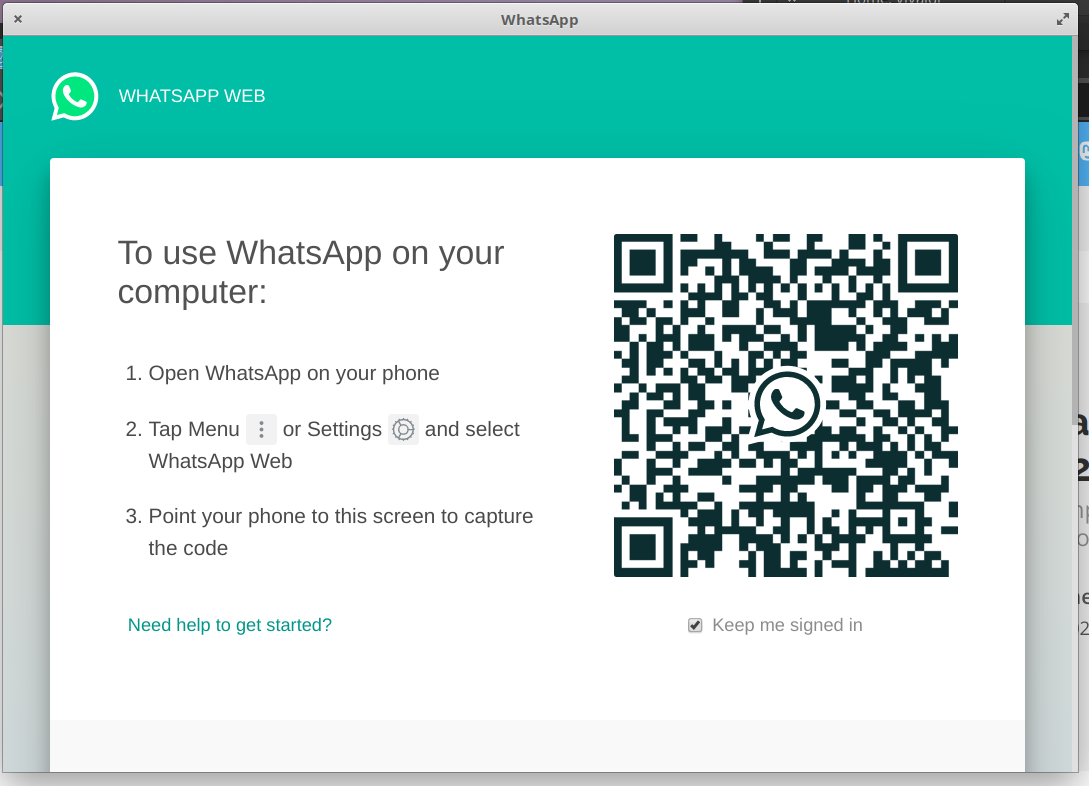 WhatsApp
WHATSAPP WEB
To use WhatsApp on your
computer:
1. Open WhatsApp on your phone
2. Tap Menu or Settings and select
WhatsApp Web
3. Point your phone to this screen to capture
the code
Need help to get started?
Keep me signed in